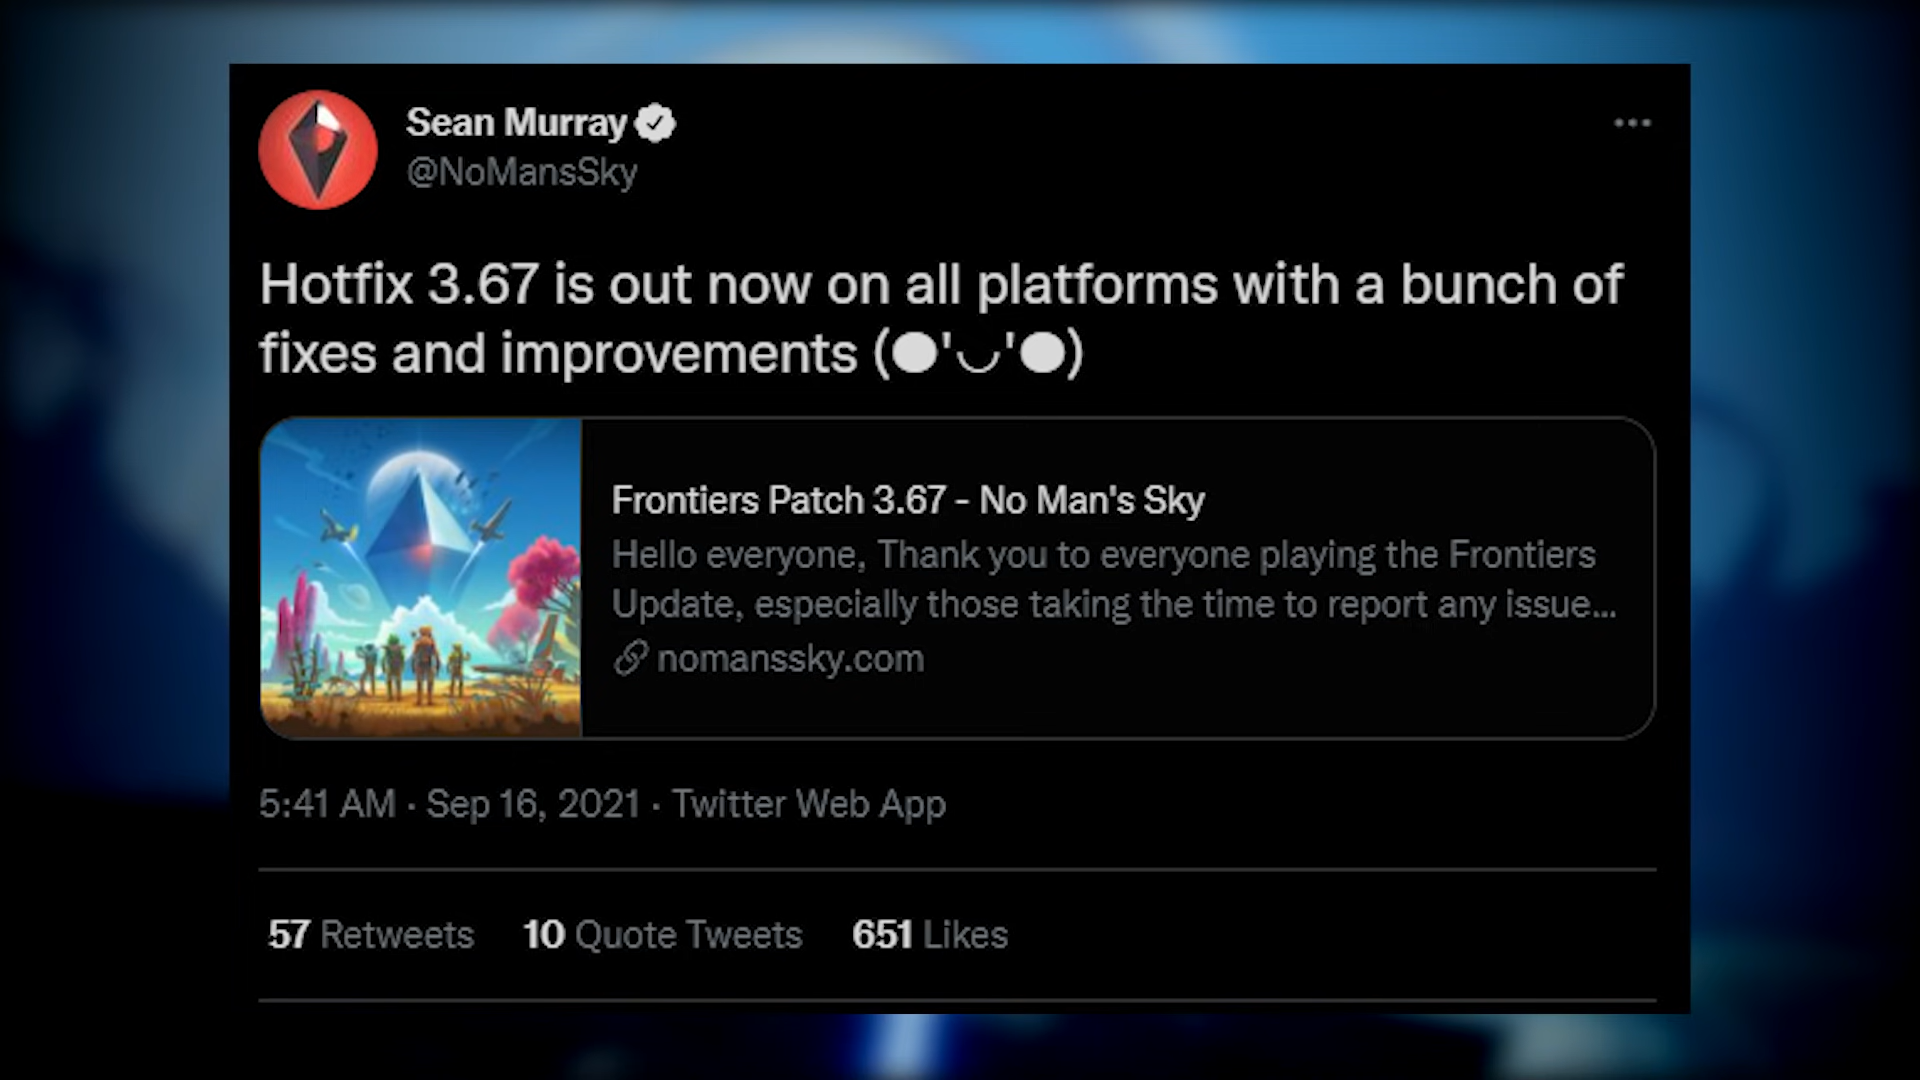 Sean Murray
@NoMansSky
Hotfix 3.67 is out now on all platforms with a bunch of
fixes and improvements (●'◡'●)
Frontiers Patch 3.67 - No Man's Sky
Hello everyone, Thank you to everyone playing the Frontiers
Update, especially those taking the time to report any issue...
nomanssky.com
5:41 AM · Sep 16, 2021 · Twitter Web App
57 Retweets 10 Quote Tweets 651 Likes